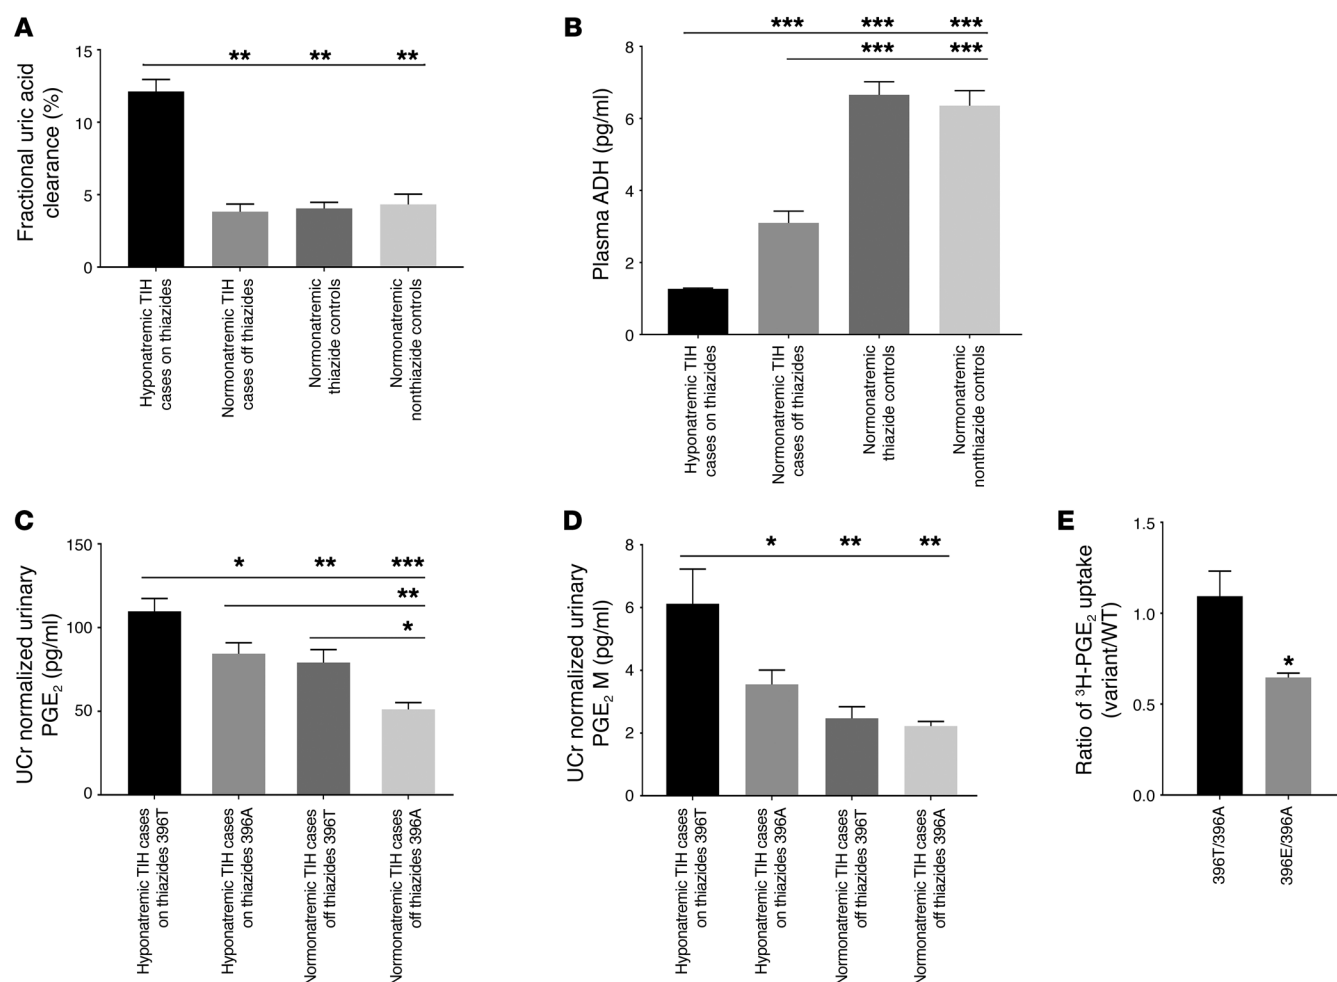 A
Fractional uric acid
clearance (%)
15
10
5
0
** ** **
Hyponatremic TIH
cases on thiazides
Normonatremic TIH
cases off thiazides
Normonatremic
thiazide controls
Normonatremic
nonthiazide controls
B
Plasma ADH (pg/ml)
8
6
4
2
0
*** *** ***
*** ***
Hyponatremic TIH
cases on thiazides
Normonatremic TIH
cases off thiazides
Normonatremic
thiazide controls
Normonatremic
nonthiazide controls
C
UCr normalized urinary
PGE₂ (pg/ml)
150
100
50
0
* ** ***
**
*
Hyponatremic TIH cases
on thiazides 396T
Hyponatremic TIH cases
on thiazides 396A
Normonatremic TIH cases
off thiazides 396T
Normonatremic TIH cases
off thiazides 396A
D
UCr normalized urinary
PGE₂ M (pg/ml)
8
6
4
2
0
* ** **
Hyponatremic TIH cases
on thiazides 396T
Hyponatremic TIH cases
on thiazides 396A
Normonatremic TIH cases
off thiazides 396T
Normonatremic TIH cases
off thiazides 396A
E
Ratio of ³H-PGE₂ uptake
(variant/WT)
1.5
1.0
0.5
0.0
*
396T/396A
396E/396A